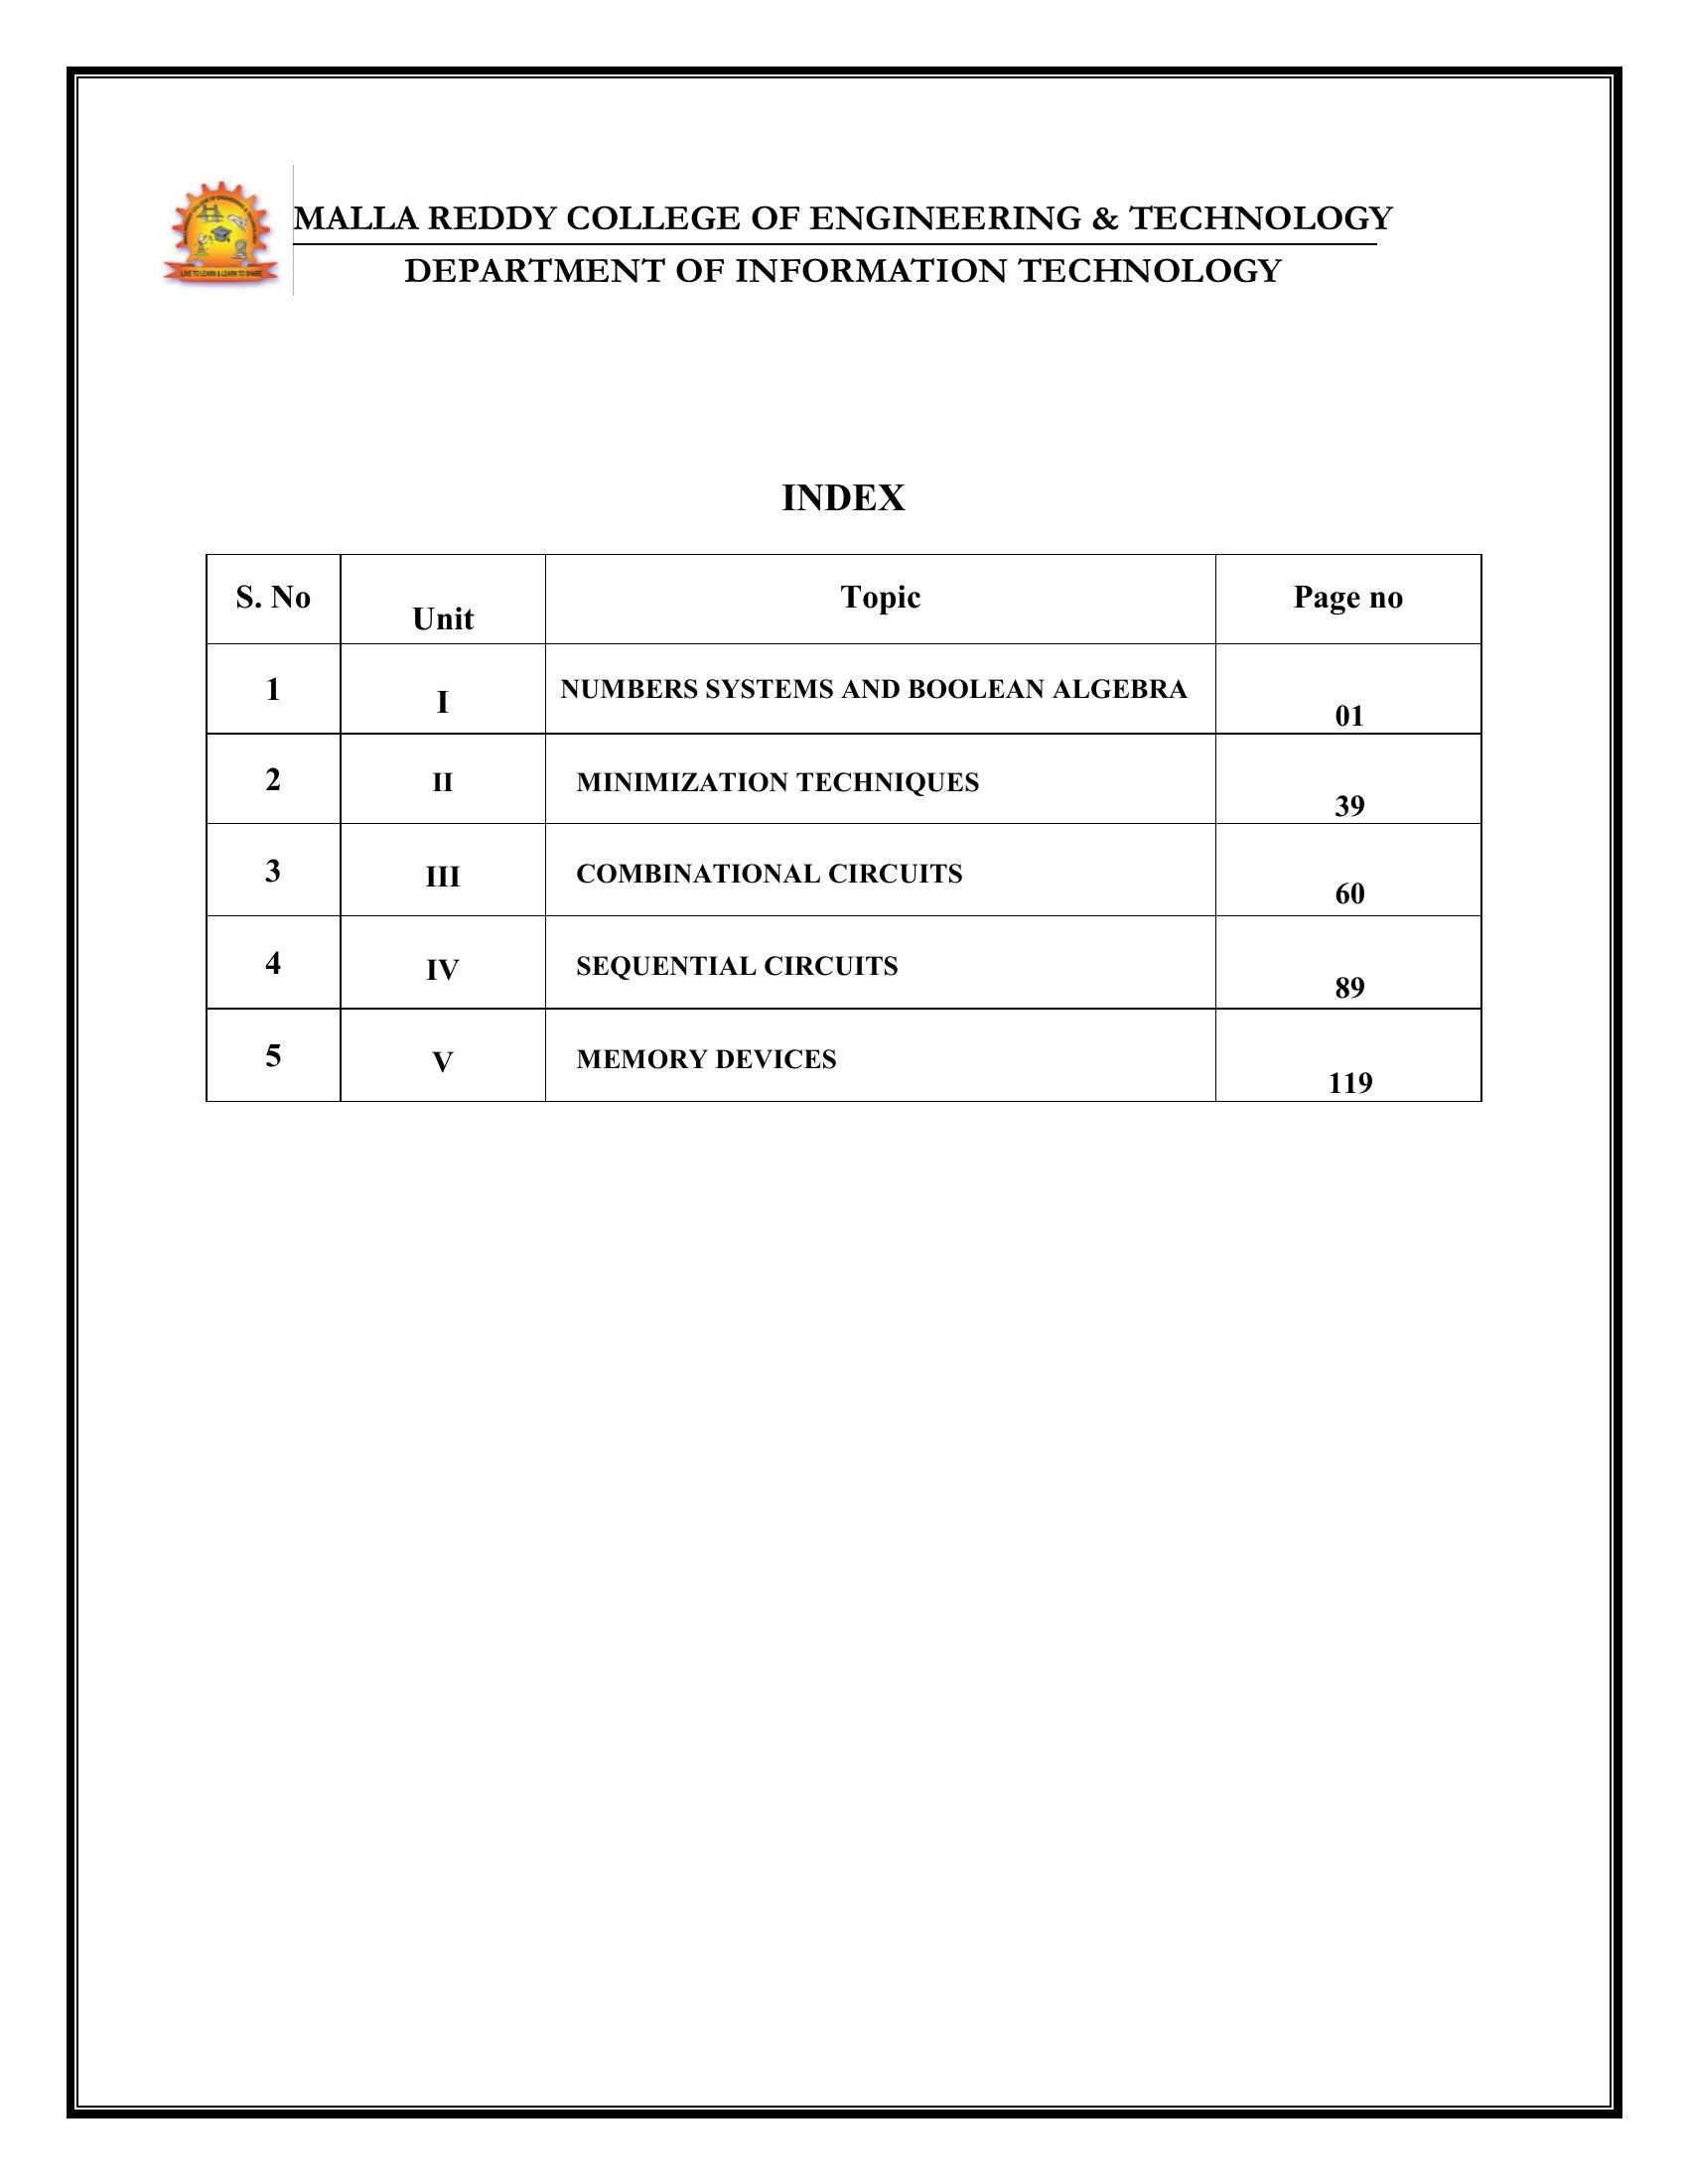 MALLA REDDY COLLEGE OF ENGINEERING & TECHNOLOGY
DEPARTMENT OF INFORMATION TECHNOLOGY
LIVE TO LEARN & LEARN TO SHARE
INDEX
S. No Unit Topic Page no
1 I NUMBERS SYSTEMS AND BOOLEAN ALGEBRA 01
2 II MINIMIZATION TECHNIQUES 39
3 III COMBINATIONAL CIRCUITS 60
4 IV SEQUENTIAL CIRCUITS 89
5 V MEMORY DEVICES 119